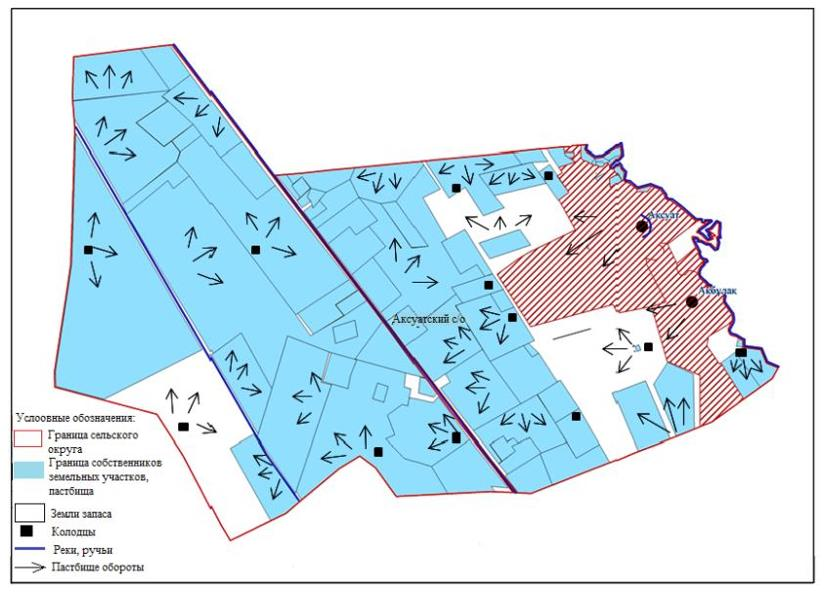 Аксуат
Акбулак
Аксуатский с/о
Услоовные обозначения:
Граница сельского
округа
Граница собственников
земельных участков,
пастбища
Земли запаса
Колодцы
Реки, ручьи
Пастбище обороты